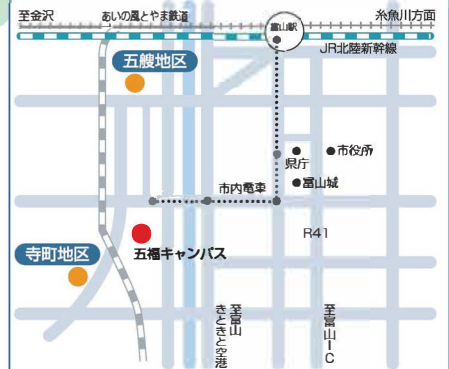 至金沢
あいの風とやま鉄道
富山駅
糸魚川方面
JR北陸新幹線
五艘地区
県庁
市役所
市内電車
富山城
R41
五福キャンパス
寺町地区
至富山
きときと空港
至富山IC